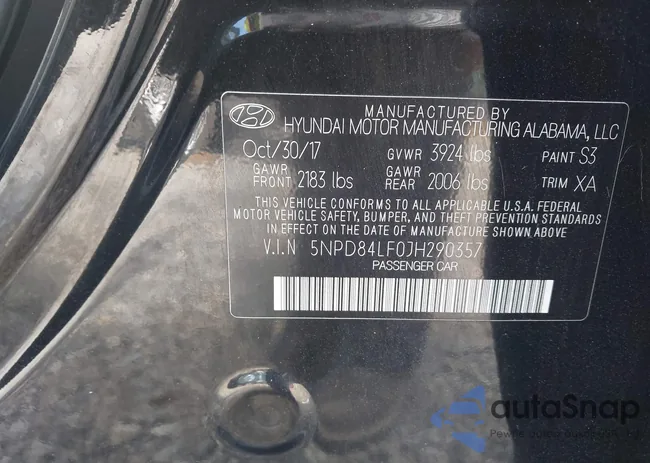 MANUFACTURED BY
HYUNDAI MOTOR MANUFACTURING ALABAMA, LLC
Oct/30/17 GVWR 3924 lbs PAINT S3
GAWR FRONT 2183 lbs GAWR REAR 2006 lbs TRIM XA
THIS VEHICLE CONFORMS TO ALL APPLICABLE U.S.A. FEDERAL
MOTOR VEHICLE SAFETY, BUMPER, AND THEFT PREVENTION STANDARDS
IN EFFECT ON THE DATE OF MANUFACTURE SHOWN ABOVE.
V.I.N 5NPD84LF0JH290357
PASSENGER CAR
autoSnap